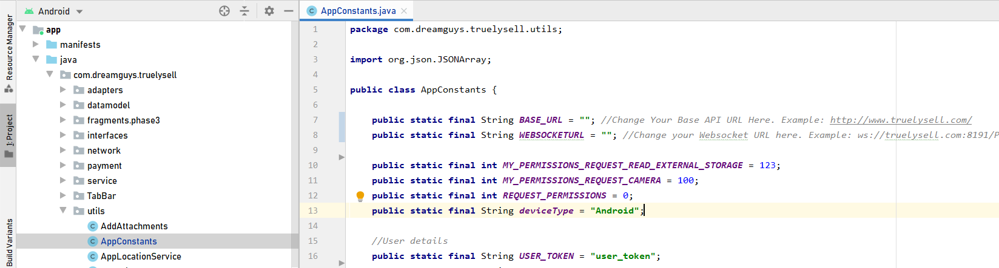 Android
app
manifests
java
com.dreamguys.truelysell
adapters
datamodel
fragments.phase3
interfaces
network
payment
service
TabBar
utils
AddAttachments
AppConstants
AppLocationService
Resource Manager
1: Project
Build Variants
AppConstants.java
1 package com.dreamguys.truelysell.utils;
2
3 import org.json.JSONArray;
4
5 public class AppConstants {
6
7 public static final String BASE_URL = ""; //Change Your Base API URL Here. Example: http://www.truelysell.com/
8 public static final String WEBSOCKETURL = ""; //Change your Websocket URL here. Example: ws://truelysell.com:8191/P
9
10 public static final int MY_PERMISSIONS_REQUEST_READ_EXTERNAL_STORAGE = 123;
11 public static final int MY_PERMISSIONS_REQUEST_CAMERA = 100;
12 public static final int REQUEST_PERMISSIONS = 0;
13 public static final String deviceType = "Android";
14
15 //User details
16 public static final String USER_TOKEN = "user_token";